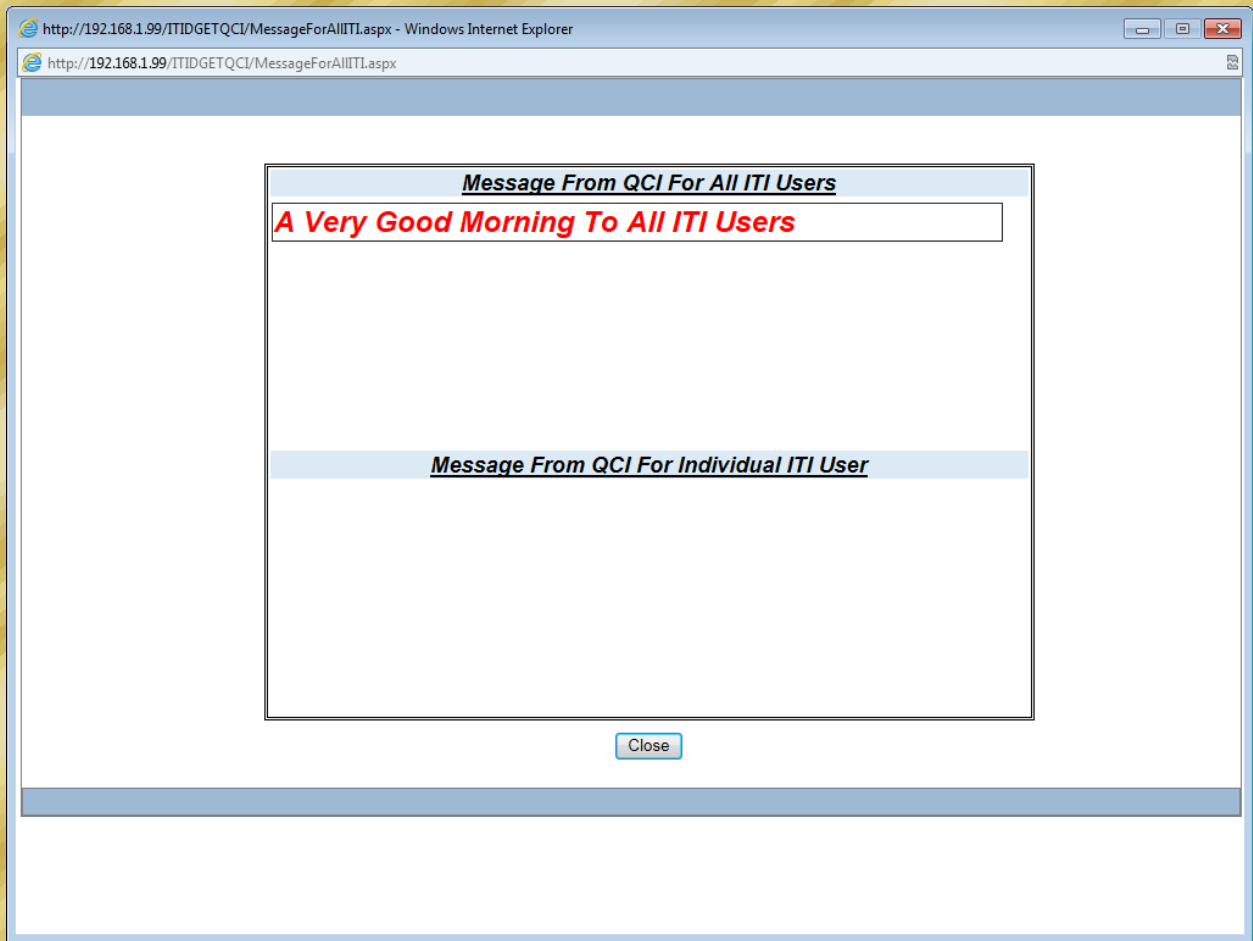 http://192.168.1.99/ITIDGETQCI/MessageForAllITI.aspx - Windows Internet Explorer
http://192.168.1.99/ITIDGETQCI/MessageForAllITI.aspx
Message From QCI For All ITI Users
A Very Good Morning To All ITI Users
Message From QCI For Individual ITI User
Close